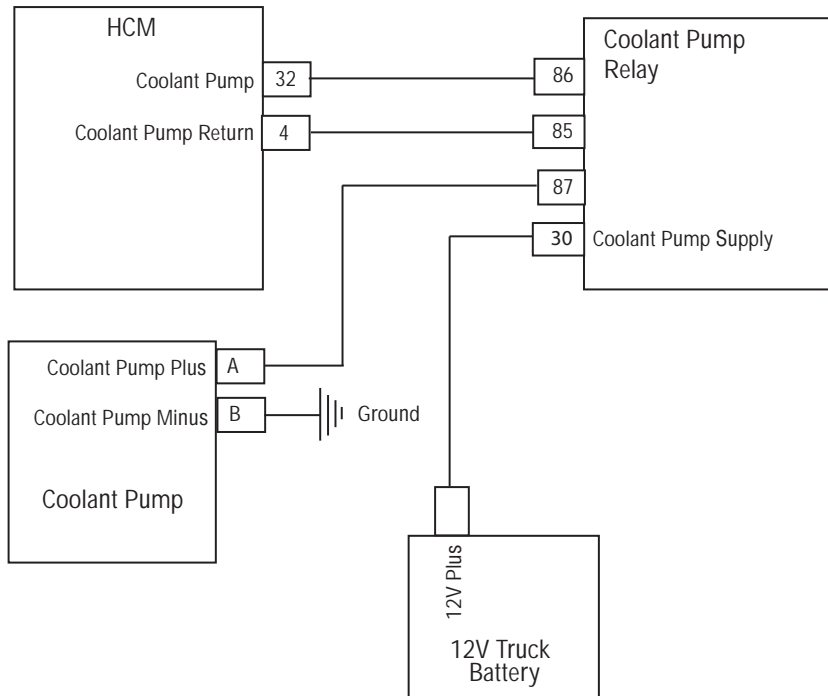 HCM
Coolant Pump 32
Coolant Pump Return 4
Coolant Pump
Relay
86
85
87
30 Coolant Pump Supply
Coolant Pump Plus A
Coolant Pump Minus B
Ground
Coolant Pump
12V Plus
12V Truck
Battery